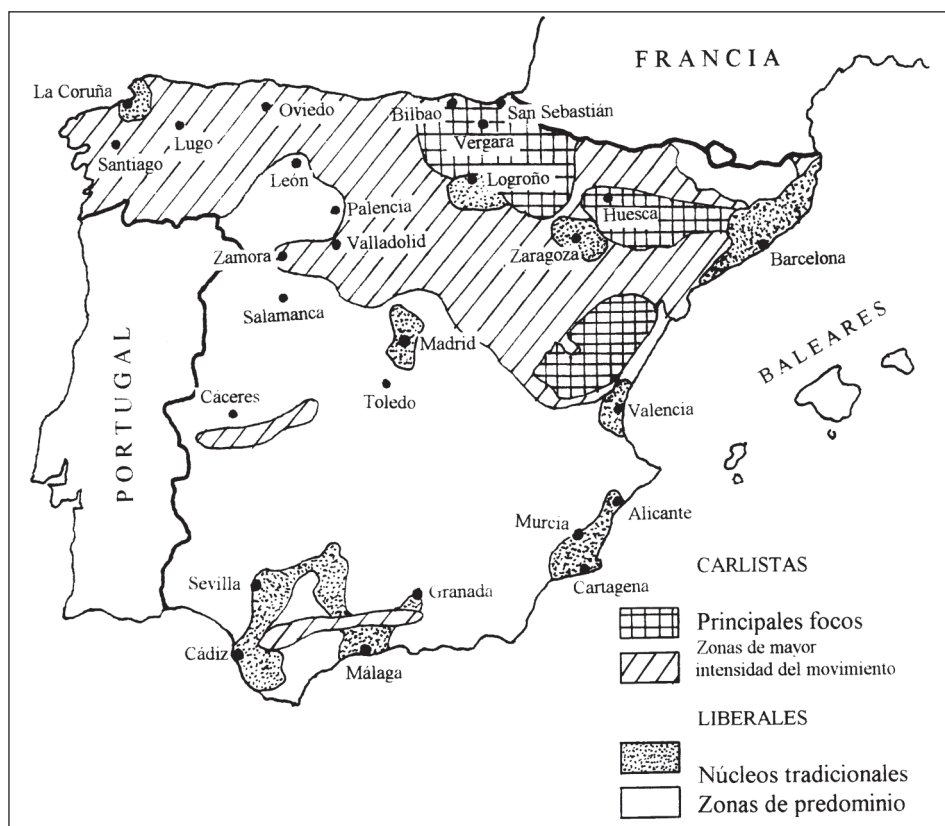 FRANCIA
La Coruña
Oviedo
Bilbao
San Sebastián
Vergara
Lugo
Santiago
León
Logroño
Palencia
Huesca
Valladolid
Zaragoza
Zamora
Barcelona
Salamanca
Madrid
BALEARES
Toledo
Cáceres
Valencia
PORTUGAL
Alicante
Murcia
Cartagena
Sevilla
Granada
Cádiz
Málaga
CARLISTAS
Principales focos
Zonas de mayor
intensidad del movimiento
LIBERALES
Núcleos tradicionales
Zonas de predominio